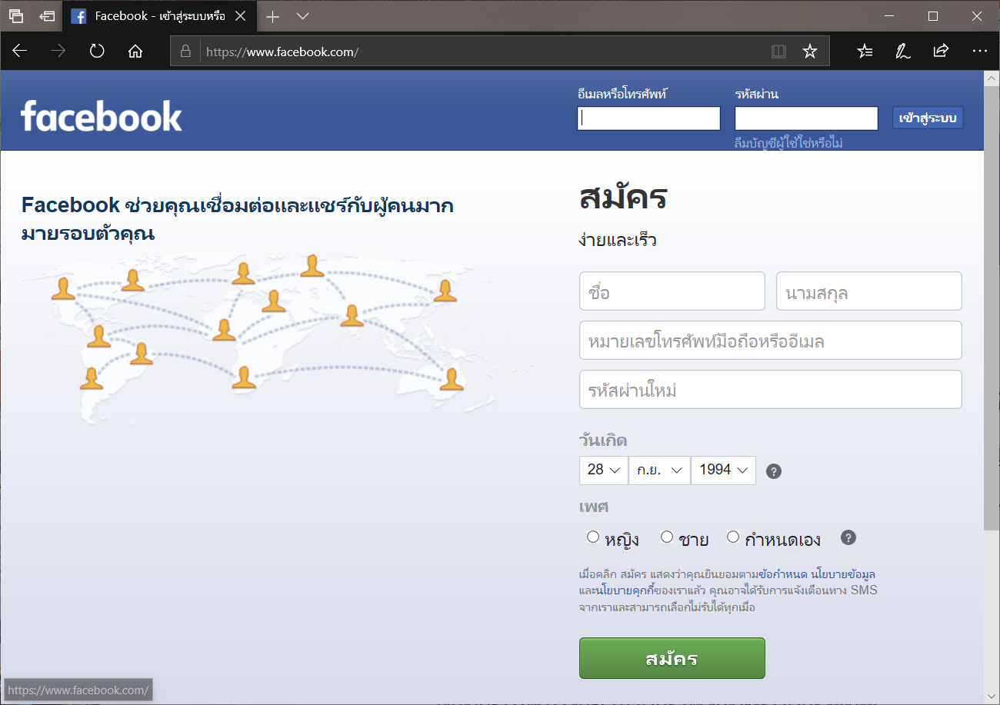 Facebook - เข้าสู่ระบบหรือ
https://www.facebook.com/
facebook
อีเมลหรือโทรศัพท์
รหัสผ่าน
เข้าสู่ระบบ
ลืมบัญชีผู้ใช้ใช่หรือไม่
Facebook ช่วยคุณเชื่อมต่อและแชร์กับผู้คนมาก
มายรอบตัวคุณ
สมัคร
ง่ายและเร็ว
ชื่อ
นามสกุล
หมายเลขโทรศัพท์มือถือหรืออีเมล
รหัสผ่านใหม่
วันเกิด
28 ก.ย. 1994
?
เพศ
หญิง ชาย กำหนดเอง
?
เมื่อคลิก สมัคร แสดงว่าคุณยินยอมตามข้อกำหนด นโยบายข้อมูล
และนโยบายคุกกี้ของเราแล้ว คุณอาจได้รับการแจ้งเตือนทาง SMS
จากเราและสามารถเลือกไม่รับได้ทุกเมื่อ
สมัคร
https://www.facebook.com/